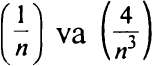 (1/n) va (4/n³)